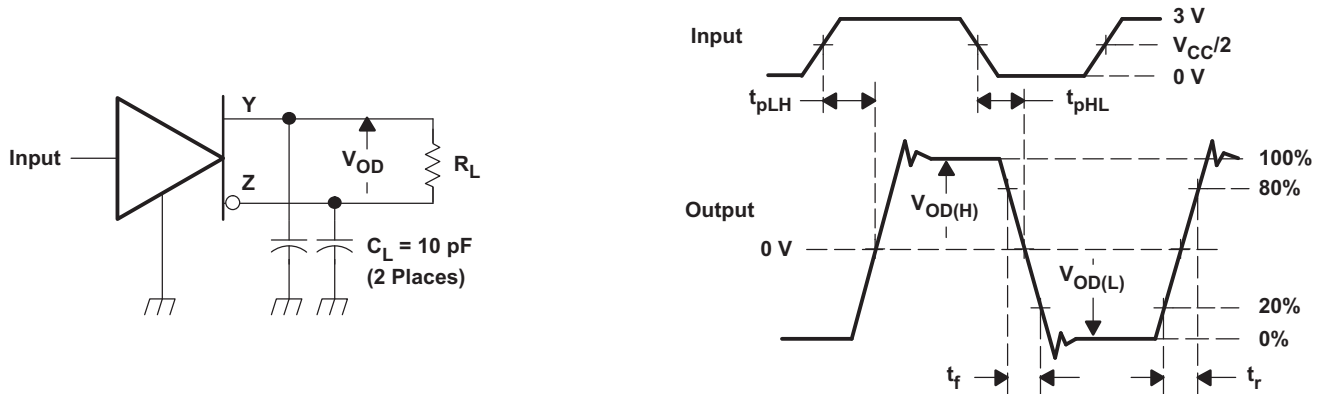 Input
Y
Z
V_OD
R_L
C_L = 10 pF
(2 Places)
Input
3 V
V_CC/2
0 V
t_pLH
t_pHL
Output
0 V
V_OD(H)
V_OD(L)
100%
80%
20%
0%
t_f
t_r